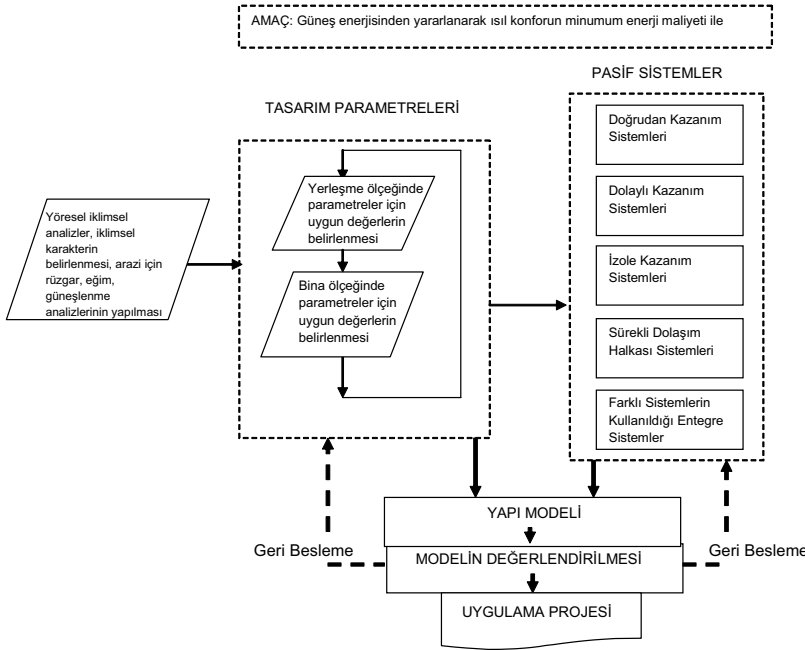 AMAÇ: Güneş enerjisinden yararlanarak ısıl konforun minumum enerji maliyeti ile
PASİF SİSTEMLER
TASARIM PARAMETRELERİ
Doğrudan Kazanım
Sistemleri
Dolaylı Kazanım
Sistemleri
İzole Kazanım
Sistemleri
Sürekli Dolaşım
Halkası Sistemleri
Farklı Sistemlerin
Kullanıldığı Entegre
Sistemler
Yerleşme ölçeğinde
parametreler için
uygun değerlerin
belirlenmesi
Bina ölçeğinde
parametreler için
uygun değerlerin
belirlenmesi
Yöresel iklimsel
analizler, iklimsel
karakterin
belirlenmesi, arazi için
rüzgar, eğim,
güneşlenme
analizlerinin yapılması
YAPI MODELİ
Geri Besleme
MODELİN DEĞERLENDİRİLMESİ
Geri Besleme
UYGULAMA PROJESİ